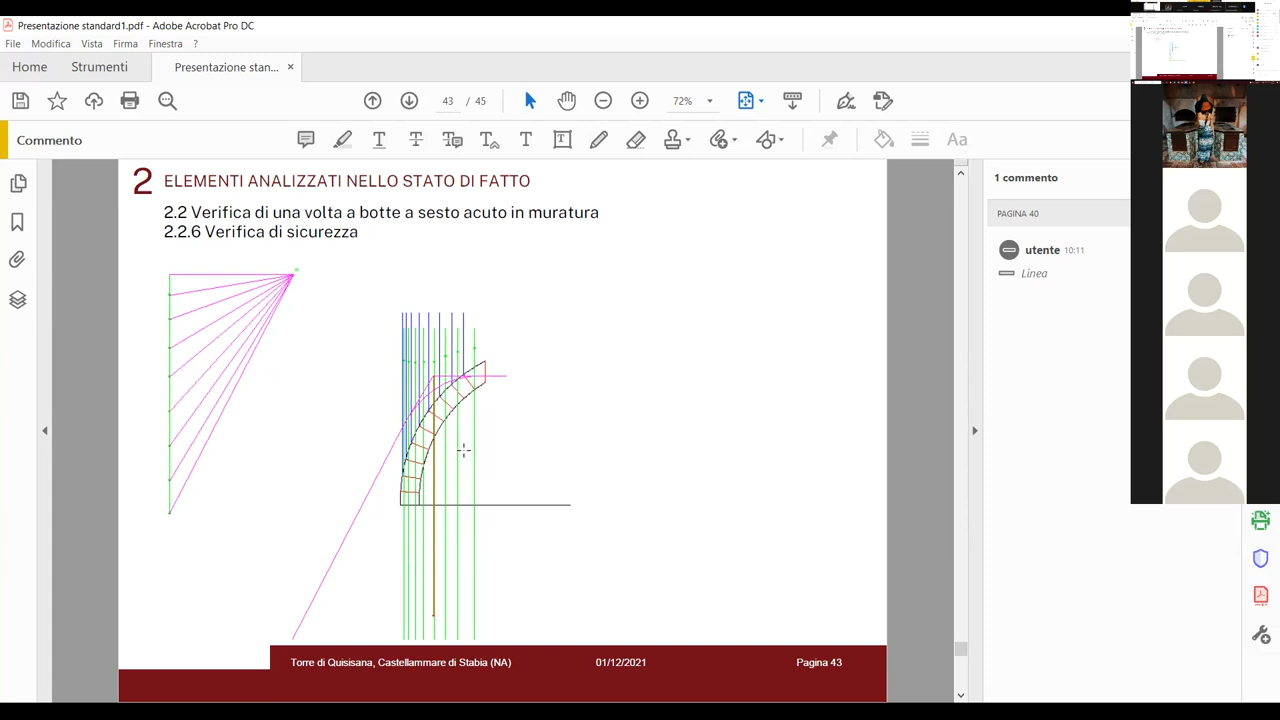 Presentazione standard1.pdf - Adobe Acrobat Pro DC
Modifica Vista Firma Finestra
Home Strumenti Presentazione stan... ×
43 / 45 72%
Commento
2 ELEMENTI ANALIZZATI NELLO STATO DI FATTO
2.2 Verifica di una volta a botte a sesto acuto in muratura
2.2.6 Verifica di sicurezza
Torre di Quisisana, Castellammare di Stabia (NA) 01/12/2021 Pagina 43
1 commento
PAGINA 40
utente 10:11
Linea